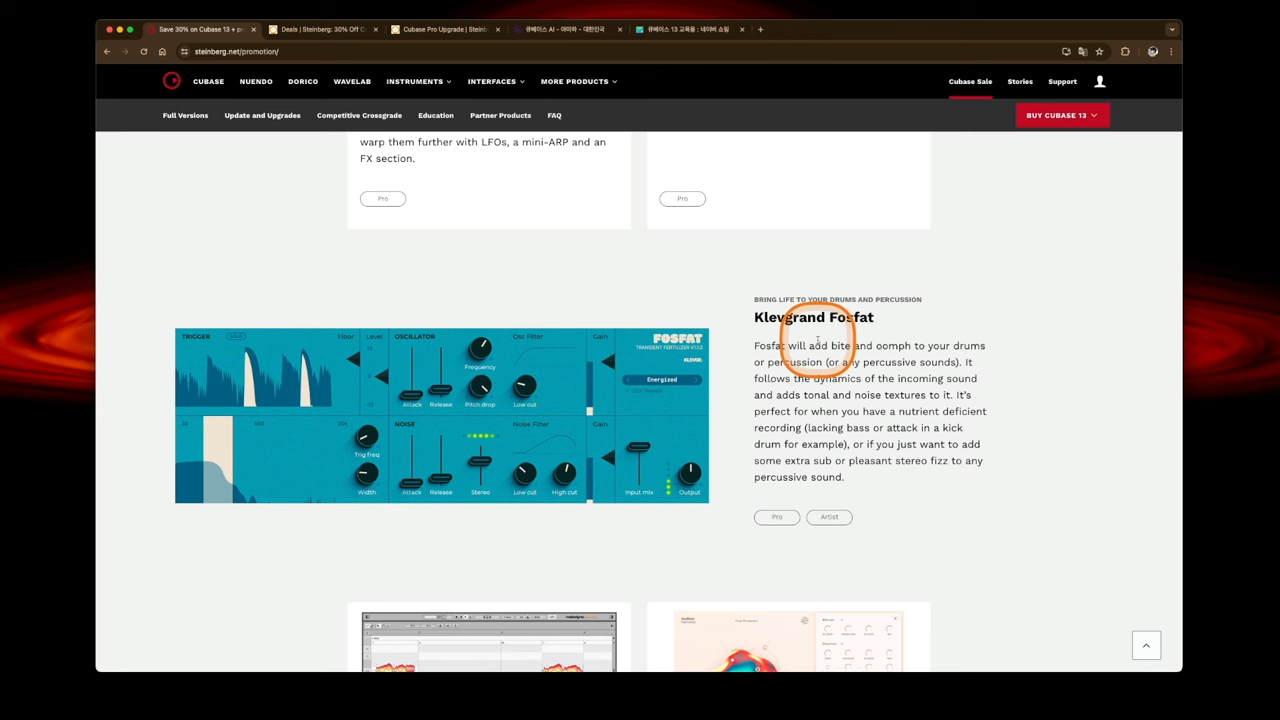 Save 30% on Cubase 13 + p
Deals | Steinberg: 30% Off C
Cubase Pro Upgrade | Steinb
큐베이스 AI - 야마하 - 대한민국
큐베이스 13 교육용 : 네이버 쇼핑
steinberg.net/promotion/
CUBASE
NUENDO
DORICO
WAVELAB
INSTRUMENTS
INTERFACES
MORE PRODUCTS
Cubase Sale
Stories
Support
Full Versions
Update and Upgrades
Competitive Crossgrade
Education
Partner Products
FAQ
BUY CUBASE 13
warp them further with LFOs, a mini-ARP and an
FX section.
Pro
Pro
TRIGGER
Floor
Level
OSCILLATOR
Frequency
Attack
Release
Pitch drop
Osc Filter
Low cut
Gain
FOSFAT
TRANSIENT FERTILIZER V1.1.0
KLEVGR.
Energized
Trig freq
Width
NOISE
Attack
Release
Stereo
Noise Filter
Low cut
High cut
Gain
Input mix
Output
BRING LIFE TO YOUR DRUMS AND PERCUSSION
Klevgrand Fosfat
Fosfat will add bite and oomph to your drums
or percussion (or any percussive sounds). It
follows the dynamics of the incoming sound
and adds tonal and noise textures to it. It's
perfect for when you have a nutrient deficient
recording (lacking bass or attack in a kick
drum for example), or if you just want to add
some extra sub or pleasant stereo fizz to any
percussive sound.
Pro
Artist